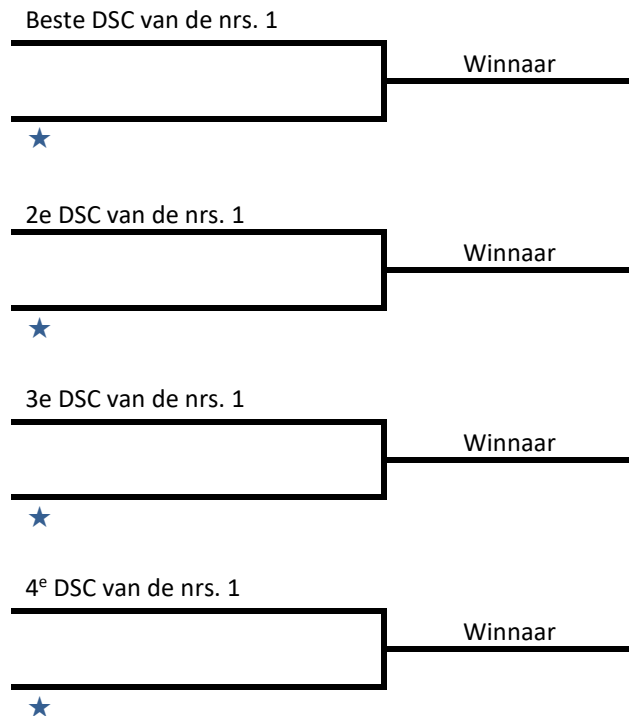 Beste DSC van de nrs. 1
Winnaar
2e DSC van de nrs. 1
Winnaar
3e DSC van de nrs. 1
Winnaar
4e DSC van de nrs. 1
Winnaar